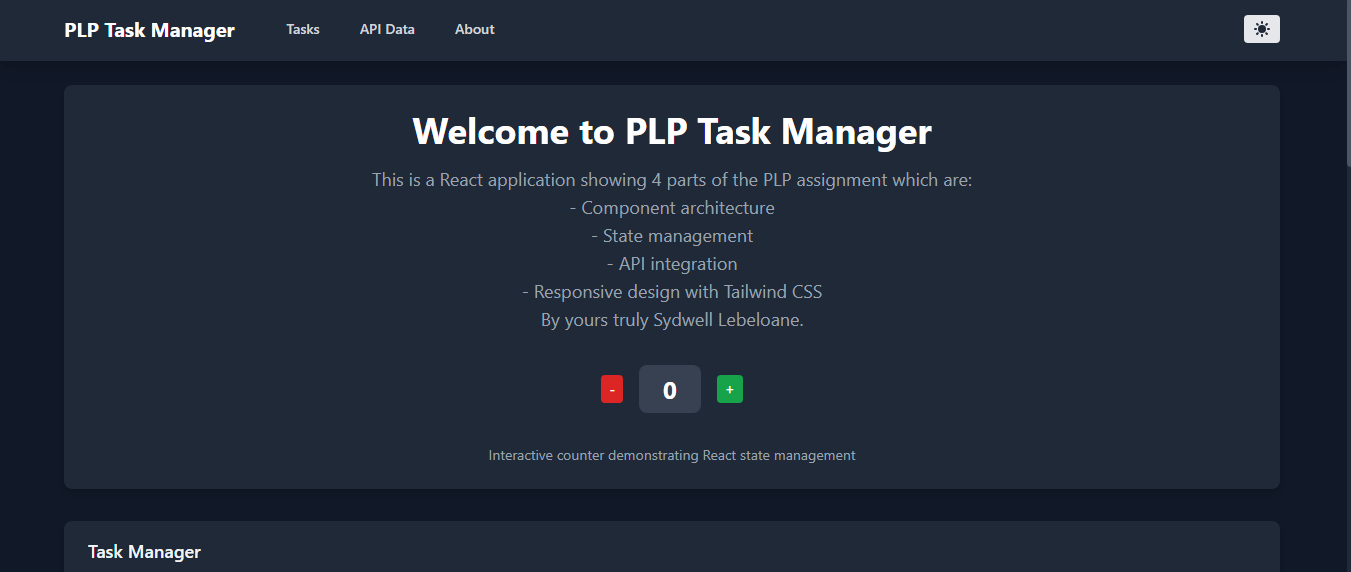 PLP Task Manager
Tasks
API Data
About
Welcome to PLP Task Manager
This is a React application showing 4 parts of the PLP assignment which are:
- Component architecture
- State management
- API integration
- Responsive design with Tailwind CSS
By yours truly Sydwell Lebeloane.
- 0 +
Interactive counter demonstrating React state management
Task Manager